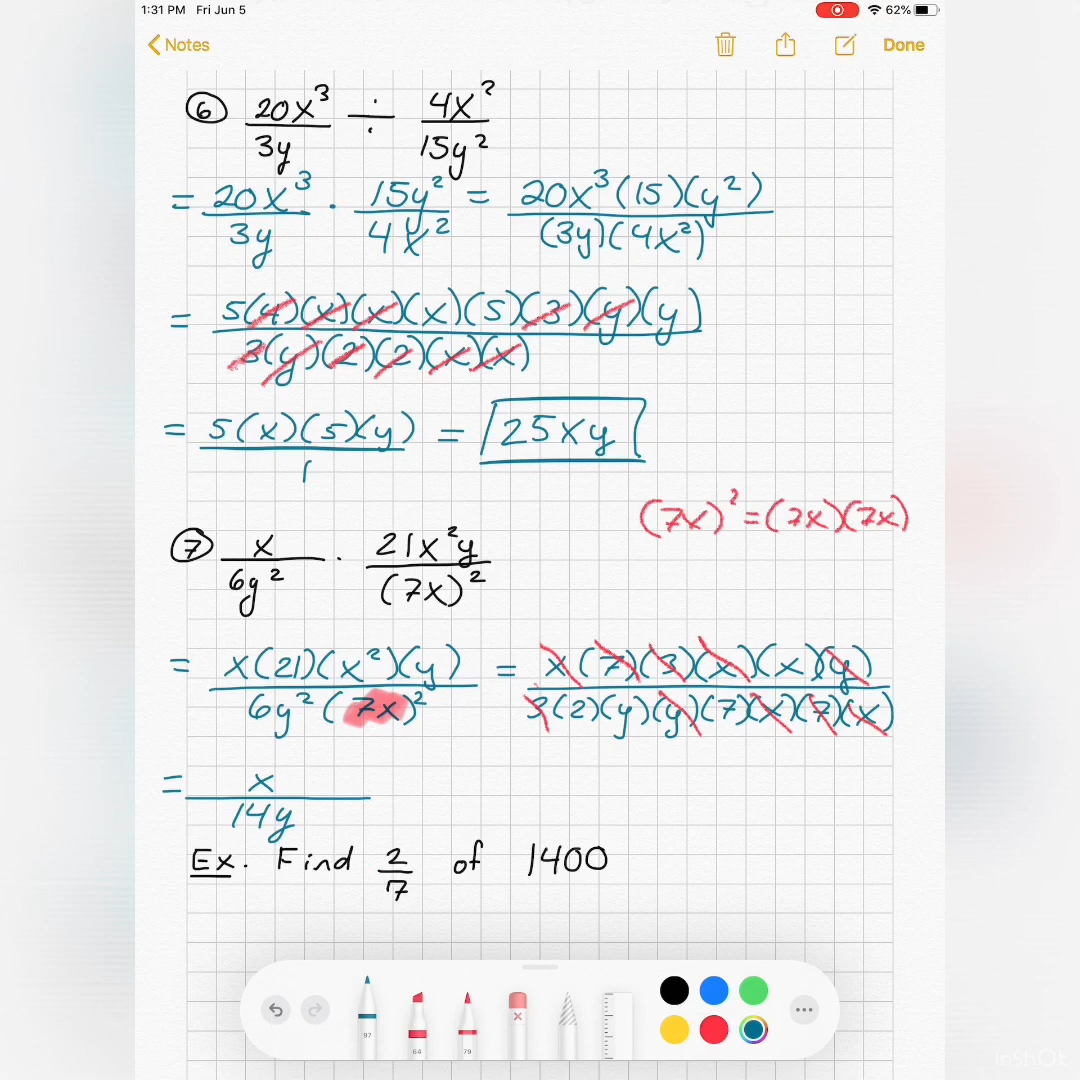 1:31 PM Fri Jun 5 62%
Notes Done
⑥ 20x³/3y ÷ 4x²/15y²
= 20x³/3y · 15y²/4x² = 20x³(15)(y²)/(3y)(4x²)
= 5(4)(x)(x)(x)(5)(3)(y)(y)/3(y)(2)(2)(x)(x)
= 5(x)(5)(y)/1 = 25xy
(7x)² = (7x)(7x)
⑦ x/6y² · 21x²y/(7x)²
= x(21)(x²)(y)/6y²(7x)² = x(7)(3)(x)(x)(y)/3(2)(y)(y)(7)(x)(7)(x)
= x/14y
Ex. Find 2/7 of 1400
97 64 79
InShOt